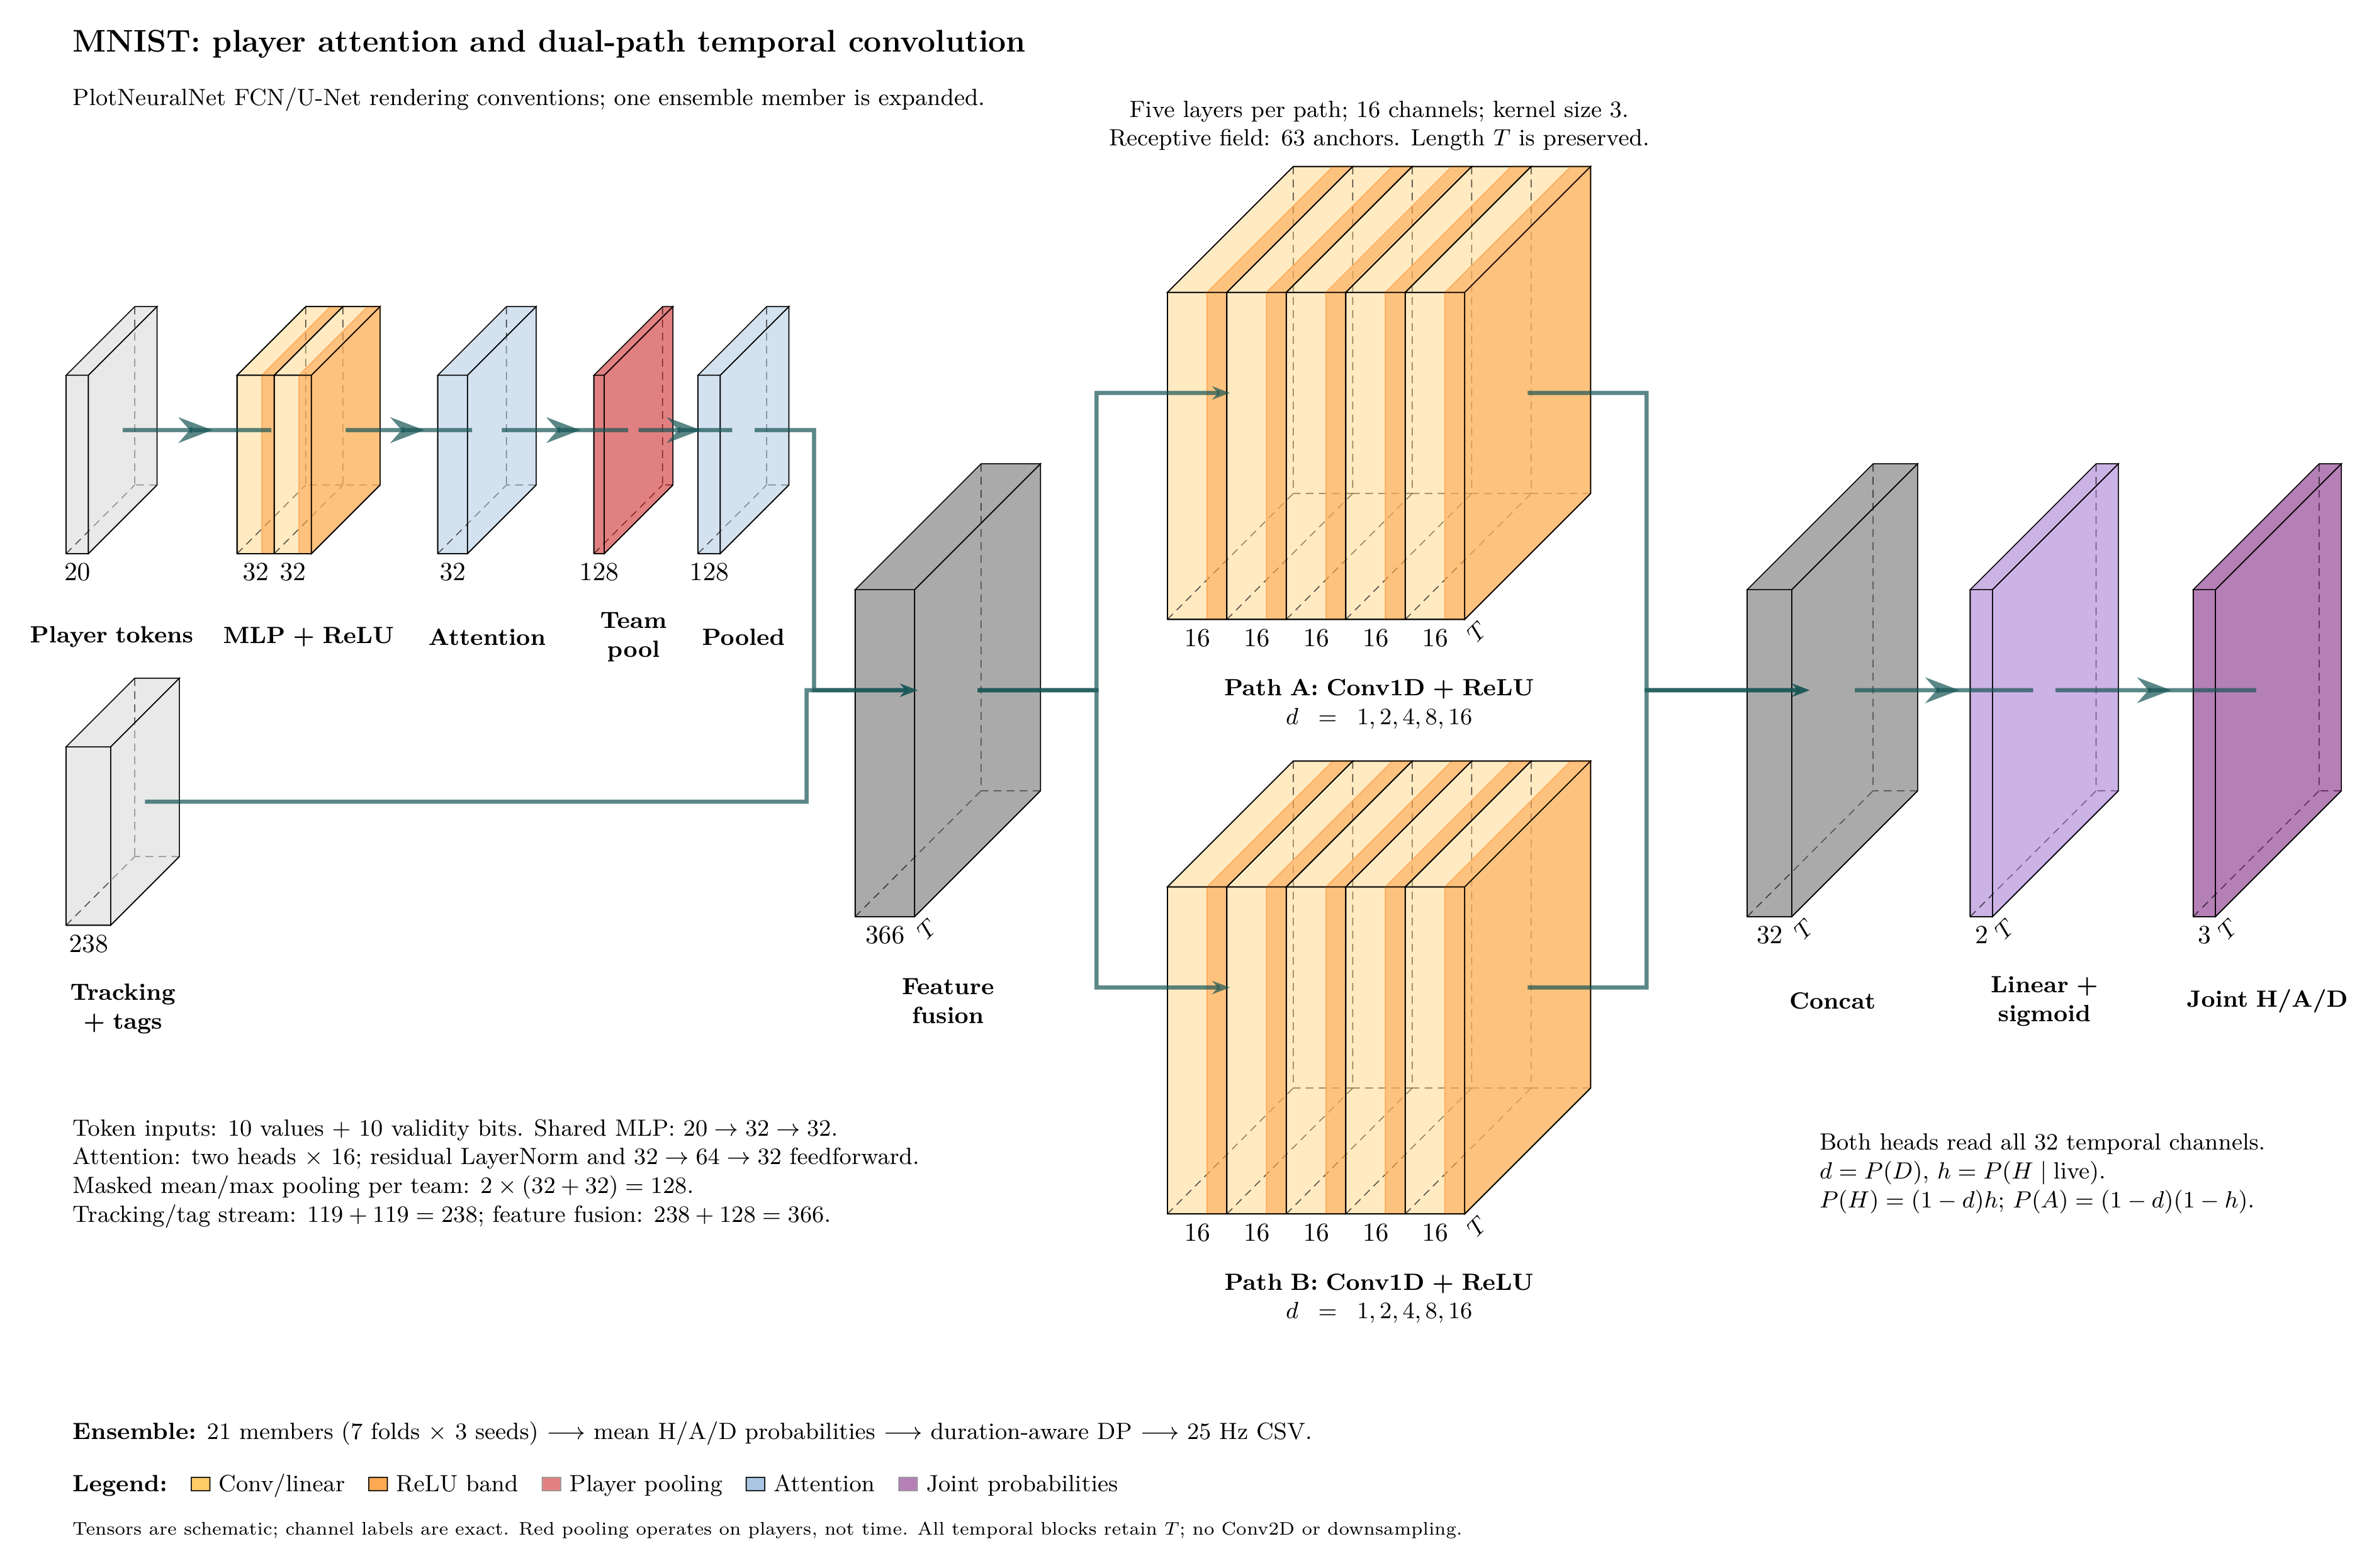 MNIST: player attention and dual-path temporal convolution
PlotNeuralNet FCN/U-Net rendering conventions; one ensemble member is expanded.
Five layers per path; 16 channels; kernel size 3.
Receptive field: 63 anchors. Length T is preserved.
20
32 32
32
128
128
Player tokens
MLP + ReLU
Attention
Team
pool
Pooled
16 16 16 16 16 T
Path A: Conv1D + ReLU
d = 1, 2, 4, 8, 16
238
Tracking
+ tags
366 T
Feature
fusion
32 T
Concat
2 T
Linear +
sigmoid
3 T
Joint H/A/D
16 16 16 16 16 T
Path B: Conv1D + ReLU
d = 1, 2, 4, 8, 16
Token inputs: 10 values + 10 validity bits. Shared MLP: 20 → 32 → 32.
Attention: two heads × 16; residual LayerNorm and 32 → 64 → 32 feedforward.
Masked mean/max pooling per team: 2 × (32 + 32) = 128.
Tracking/tag stream: 119 + 119 = 238; feature fusion: 238 + 128 = 366.
Both heads read all 32 temporal channels.
d = P(D), h = P(H | live).
P(H) = (1 − d)h; P(A) = (1 − d)(1 − h).
Ensemble: 21 members (7 folds × 3 seeds) ⟶ mean H/A/D probabilities ⟶ duration-aware DP ⟶ 25 Hz CSV.
Legend: Conv/linear ReLU band Player pooling Attention Joint probabilities
Tensors are schematic; channel labels are exact. Red pooling operates on players, not time. All temporal blocks retain T; no Conv2D or downsampling.